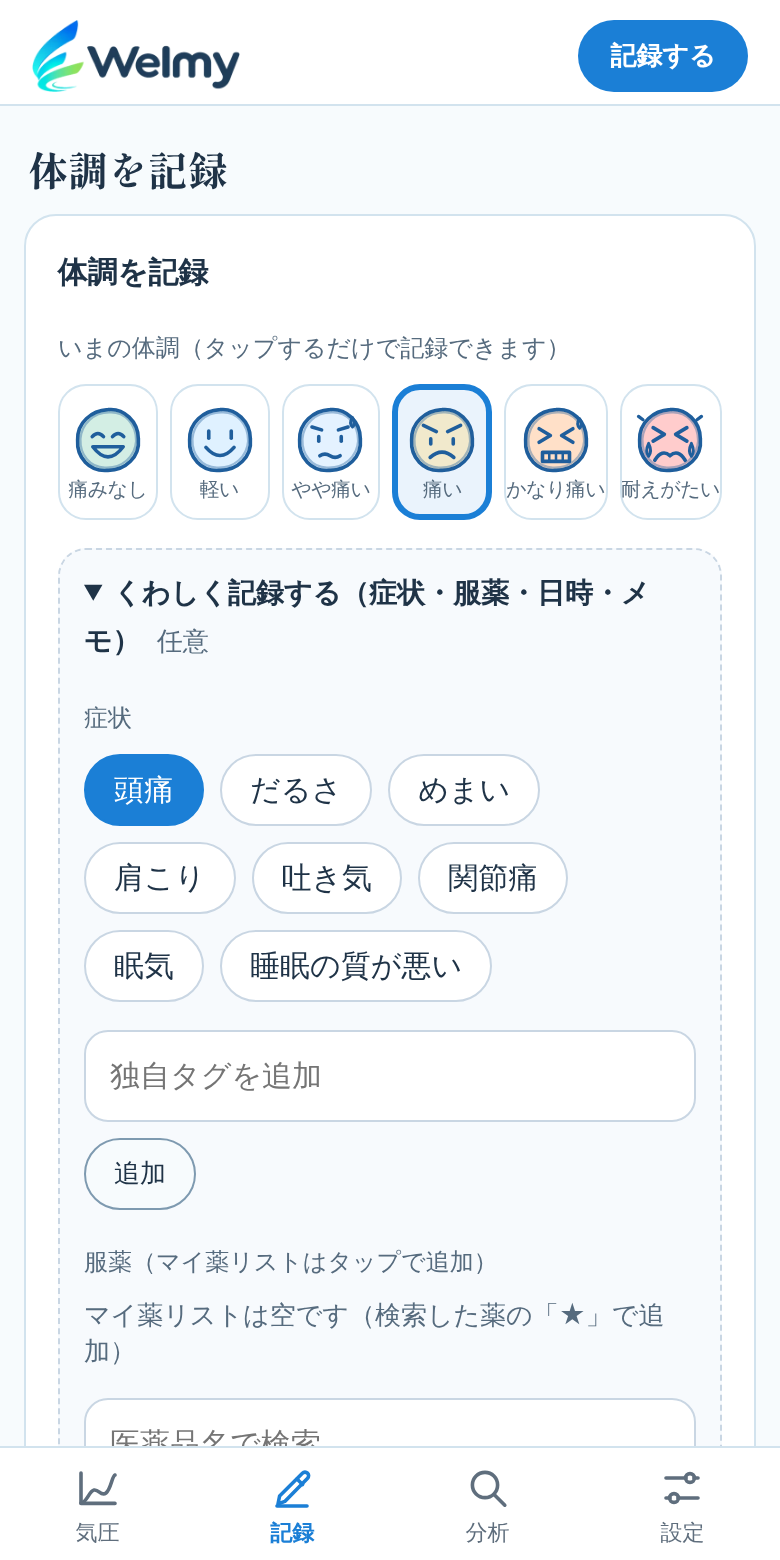 Welmy
記録する
体調を記録
体調を記録
いまの体調（タップするだけで記録できます）
痛みなし
軽い
やや痛い
痛い
かなり痛い
耐えがたい
▼ くわしく記録する（症状・服薬・日時・メ
モ） 任意
症状
頭痛
だるさ
めまい
肩こり
吐き気
関節痛
眠気
睡眠の質が悪い
独自タグを追加
追加
服薬（マイ薬リストはタップで追加）
マイ薬リストは空です（検索した薬の「★」で追
加）
医薬品名で検索
気圧
記録
分析
設定